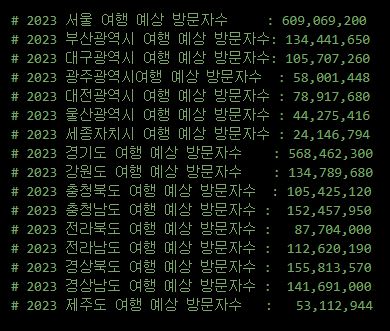 # 2023 서울 여행 예상 방문자수 : 609,069,200
# 2023 부산광역시 여행 예상 방문자수: 134,441,650
# 2023 대구광역시 여행 예상 방문자수: 105,707,260
# 2023 광주광역시여행 예상 방문자수 : 58,001,448
# 2023 대전광역시 여행 예상 방문자수 : 78,917,680
# 2023 울산광역시 여행 예상 방문자수 : 44,275,416
# 2023 세종자치시 여행 예상 방문자수 : 24,146,794
# 2023 경기도 여행 예상 방문자수 : 568,462,300
# 2023 강원도 여행 예상 방문자수 : 134,789,680
# 2023 충청북도 여행 예상 방문자수 : 105,425,120
# 2023 충청남도 여행 예상 방문자수 : 152,457,950
# 2023 전라북도 여행 예상 방문자수 : 87,704,000
# 2023 전라남도 여행 예상 방문자수 : 112,620,190
# 2023 경상북도 여행 예상 방문자수 : 155,813,570
# 2023 경상남도 여행 예상 방문자수 : 141,691,000
# 2023 제주도 여행 예상 방문자수 : 53,112,944